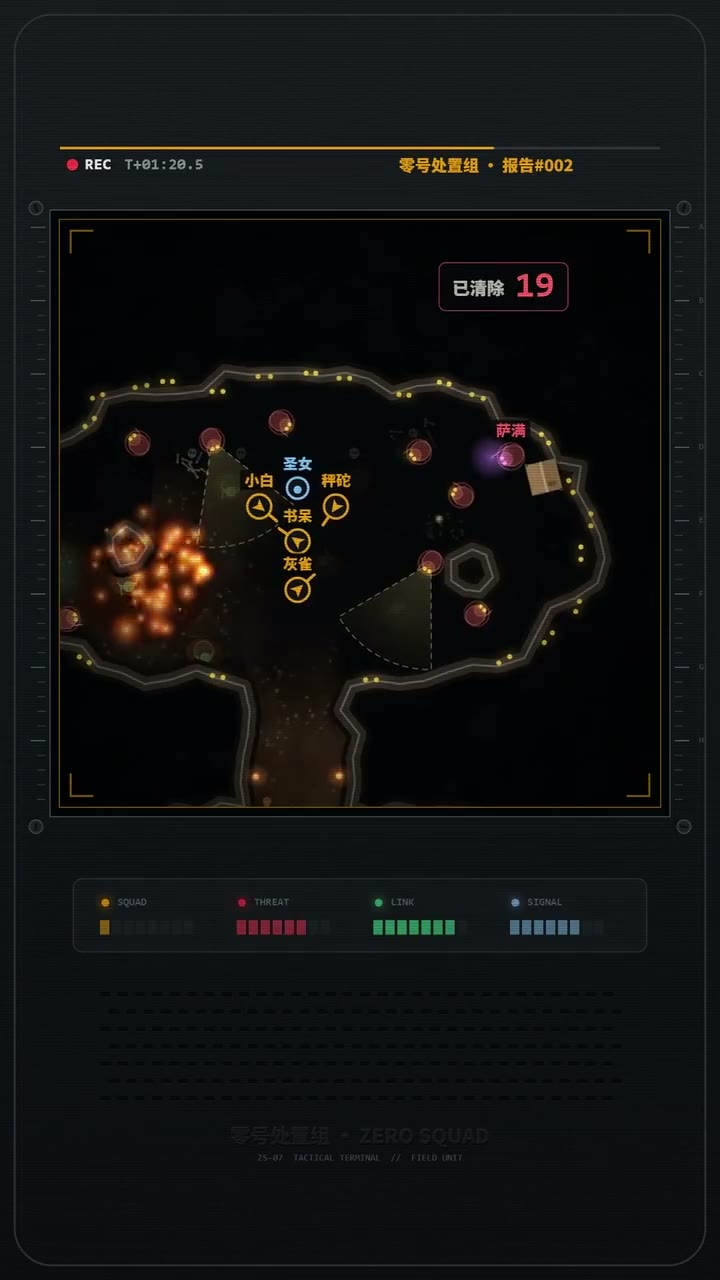 REC T+01:20.5 零号处置组 • 报告#002
已清除 19
萨满
圣女
小白 秤砣
书呆
灰雀
SQUAD THREAT LINK SIGNAL
零号处置组 • ZERO SQUAD
ZS-07 TACTICAL TERMINAL // FIELD UNIT